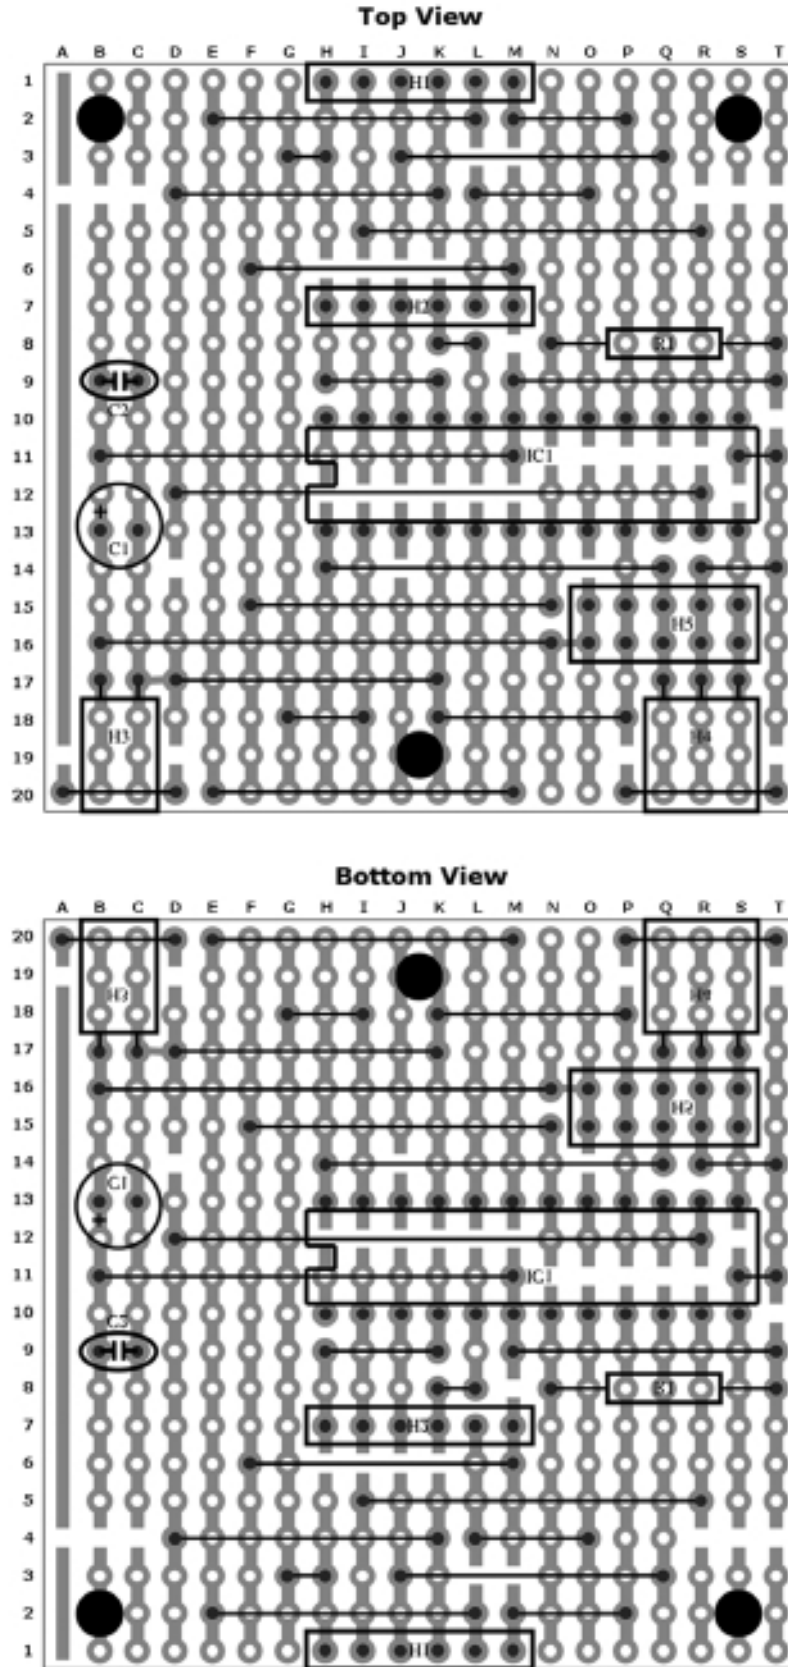 Top View
A B C D E F G H I J K L M N O P Q R S T
1 H1
2
3
4
5
6
7 H2
8 R1
9
C2
10
11 IC1
12
+
13
C1
14
15
H5
16
17
18
H3 H4
19
20
Bottom View
A B C D E F G H I J K L M N O P Q R S T
20
19
H3 H4
18
17
16
H5
15
14
C1
13
+
12
11 IC1
10
C2
9
8 R1
7 H2
6
5
4
3
2
1 H1